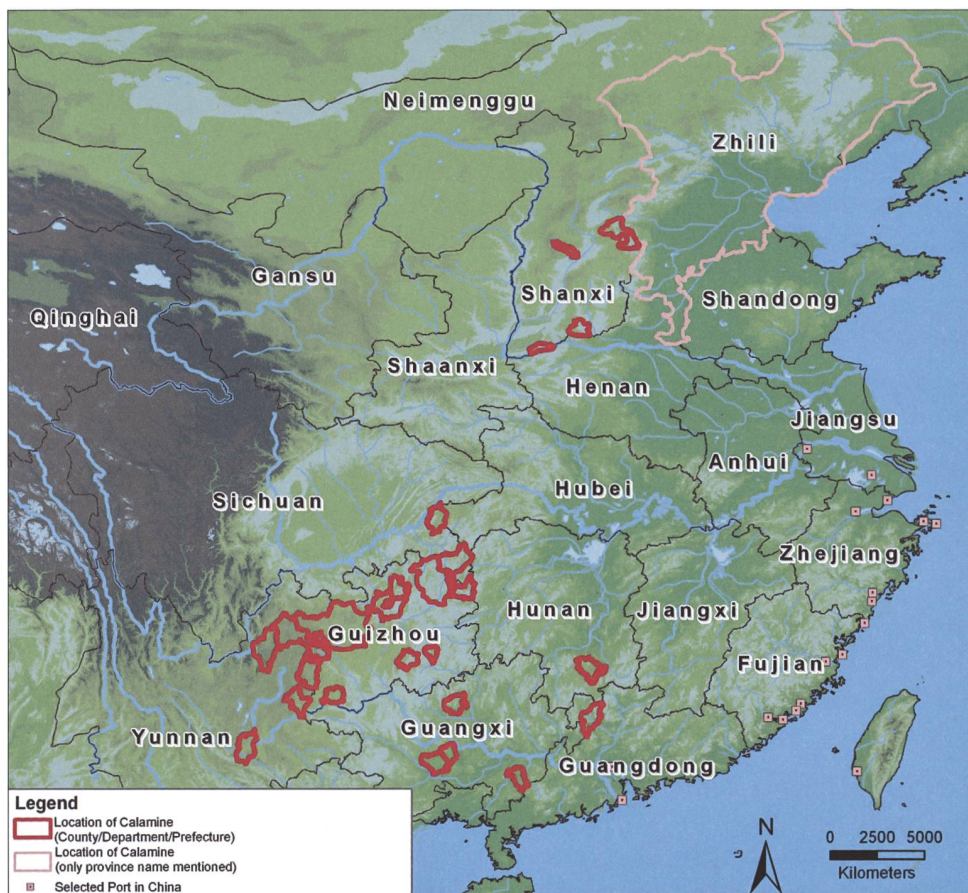 Neimenggu
Zhili
Gansu
Qinghai
Shanxi
Shandong
Shaanxi
Henan
Jiangsu
Anhui
Sichuan
Hubei
Zhejiang
Hunan
Jiangxi
Guizhou
Fujian
Yunnan
Guangxi
Guangdong
Legend
Location of Calamine
(County/Department/Prefecture)
Location of Calamine
(only province name mentioned)
Selected Port in China
N
0 2500 5000
Kilometers